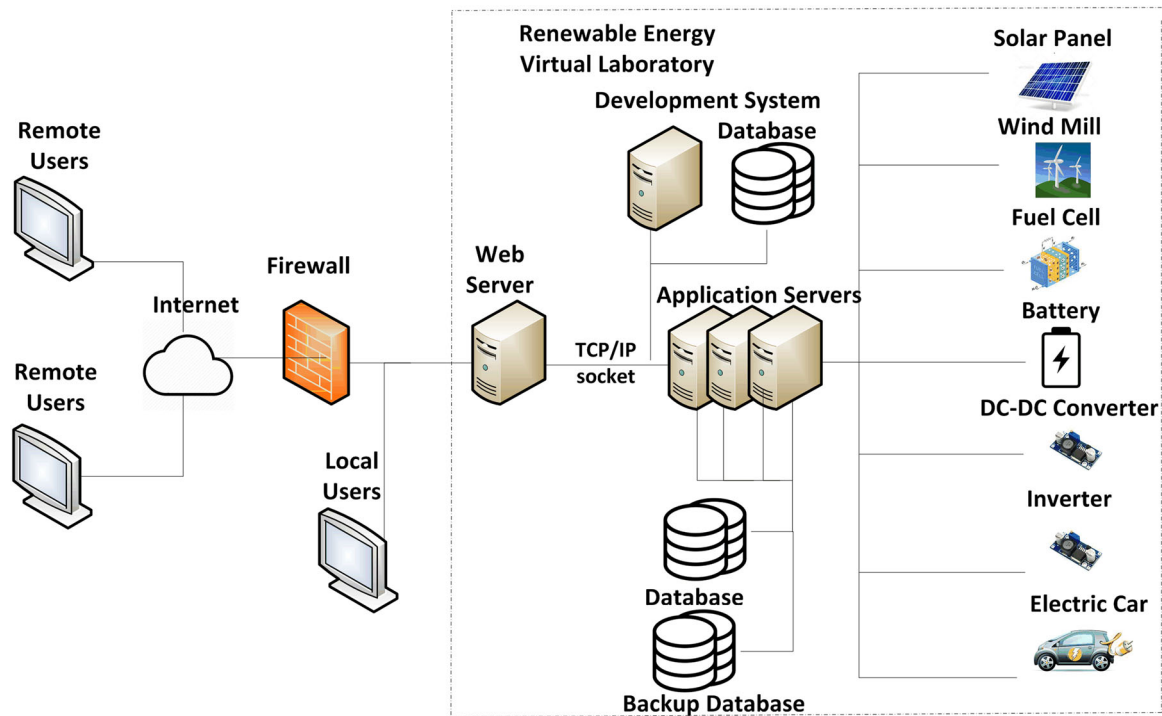 Renewable Energy
Virtual Laboratory
Development System
Database
Remote
Users
Internet
Remote
Users
Firewall
Local
Users
Web
Server
TCP/IP
socket
Application Servers
Database
Backup Database
Solar Panel
Wind Mill
Fuel Cell
Battery
DC-DC Converter
Inverter
Electric Car